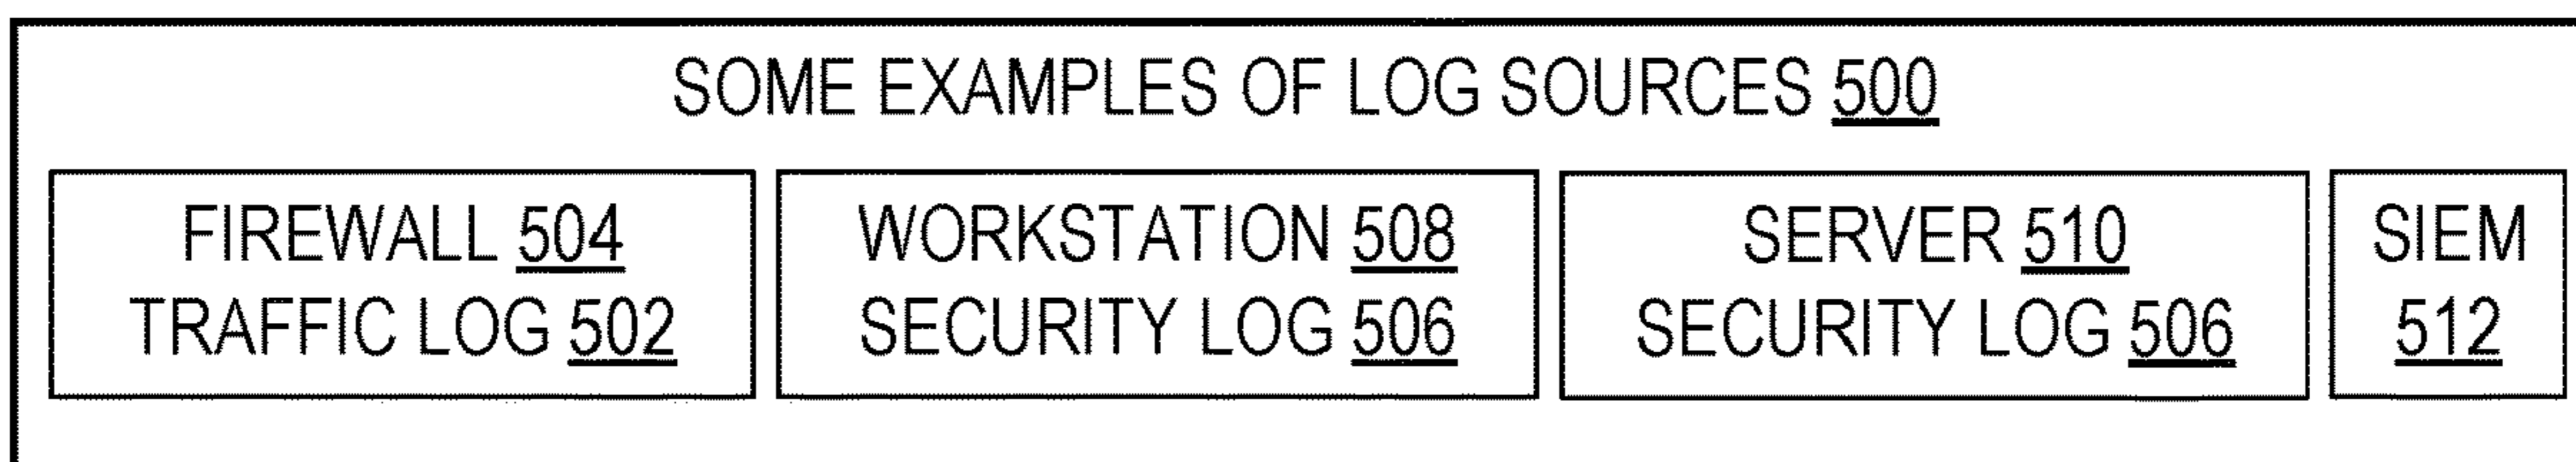 SOME EXAMPLES OF LOG SOURCES 500
FIREWALL 504
TRAFFIC LOG 502
WORKSTATION 508
SECURITY LOG 506
SERVER 510
SECURITY LOG 506
SIEM
512